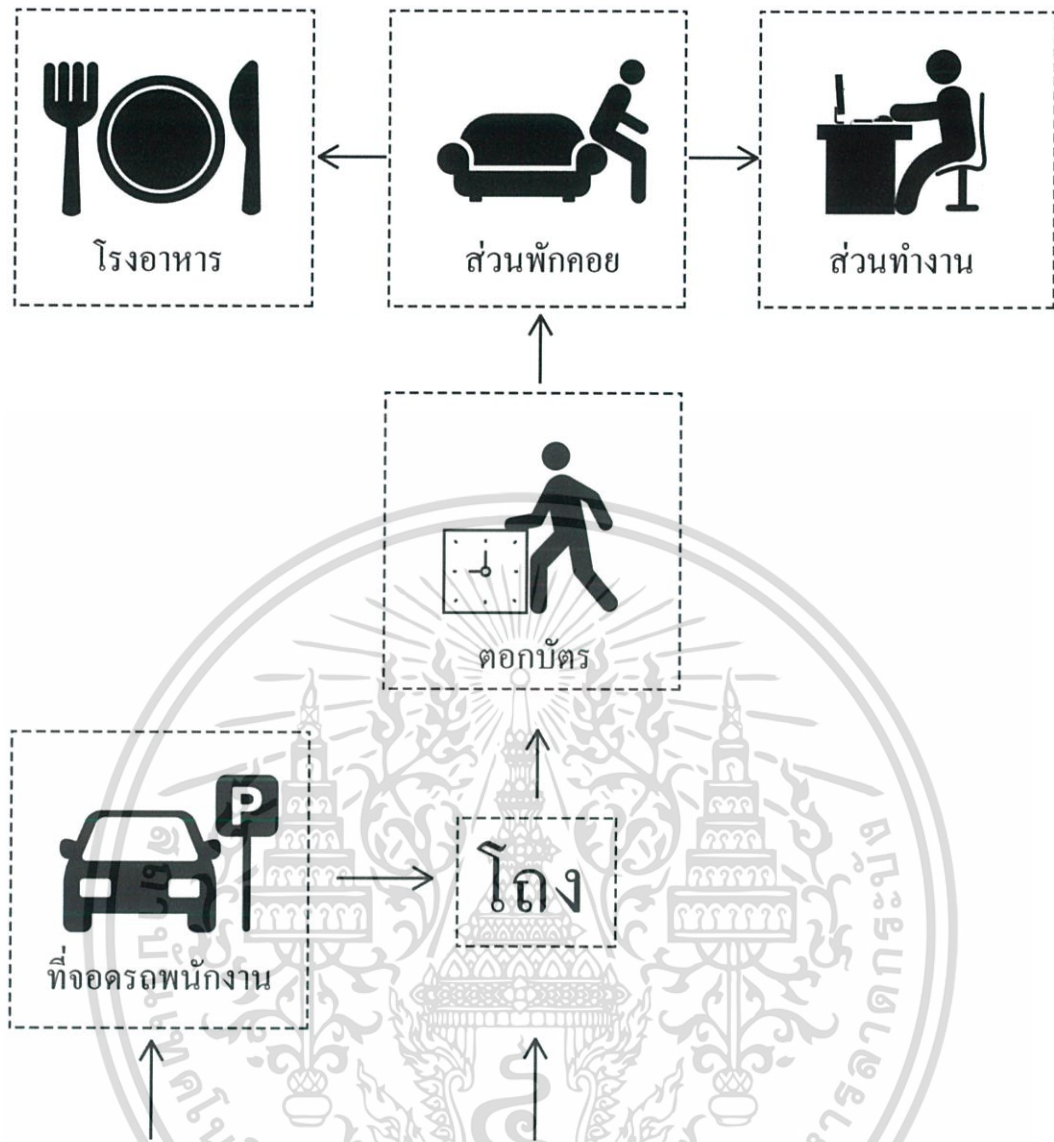 โรงอาหาร
ส่วนพักคอย
ส่วนทำงาน
ตอกบัตร
P
โถง
ที่จอดรถพนักงาน